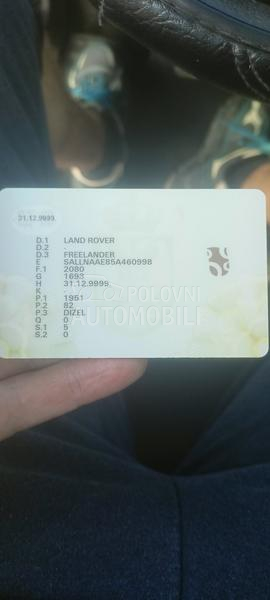 31.12.9999.
D.1 LAND ROVER
D.2 -
D.3 FREELANDER
E SALLNAAE85A460998
F.1 2080
G 1693
H 31.12.9999
K -
P.1 1951
P.2 82
P.3 DIZEL
Q 0
S.1 5
S.2 0
POLOVNI
AUTOMOBILI